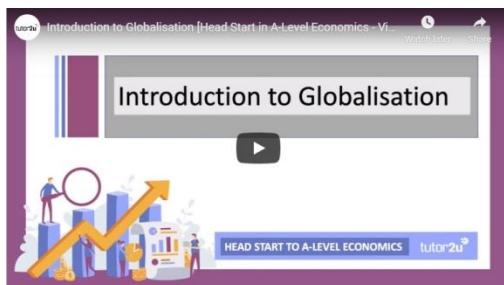 tutor2u
Introduction to Globalisation [Head Start in A-Level Economics - Vi...
Watch later
Share
Introduction to Globalisation
HEAD START TO A-LEVEL ECONOMICS
tutor2u